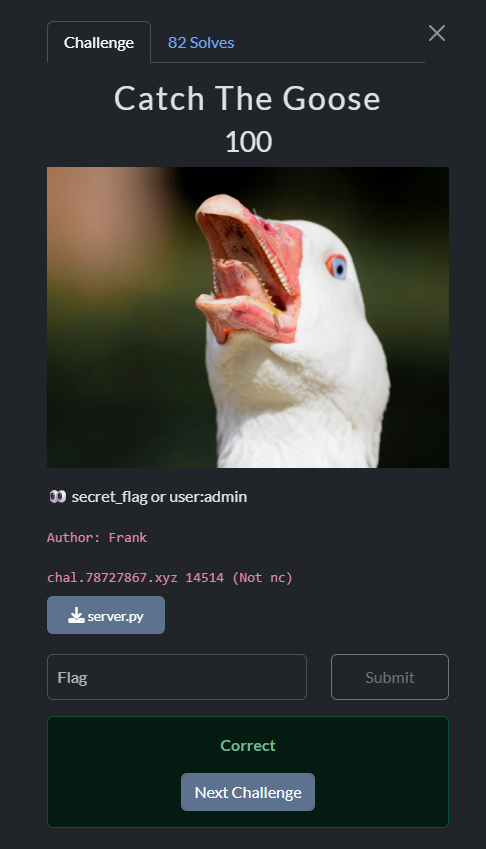 Challenge
82 Solves
Catch The Goose
100
👀 secret_flag or user:admin
Author: Frank
chal.78727867.xyz 14514 (Not nc)
server.py
Flag
Submit
Correct
Next Challenge